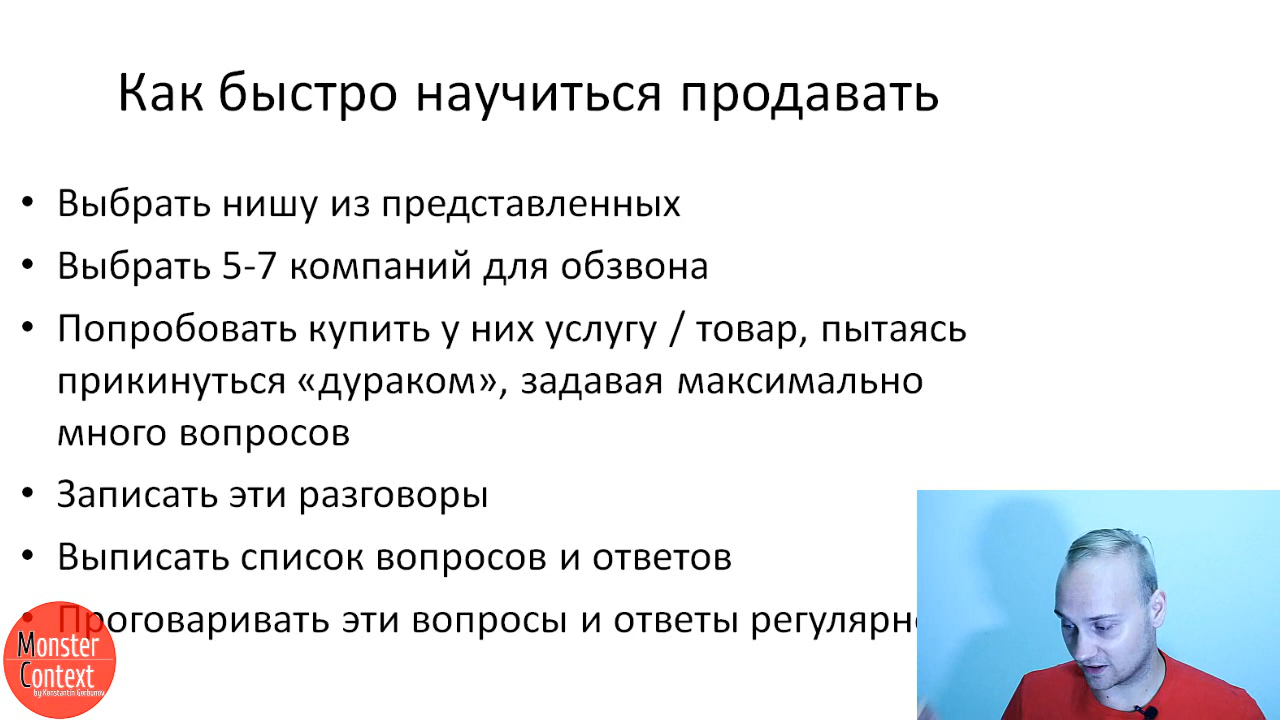 Как быстро научиться продавать
• Выбрать нишу из представленных
• Выбрать 5-7 компаний для обзвона
• Попробовать купить у них услугу / товар, пытаясь
прикинуться «дураком», задавая максимально
много вопросов
• Записать эти разговоры
• Выписать список вопросов и ответов
• Проговаривать эти вопросы и ответы регулярно
Monster
Context
by Konstantin Gorbunov